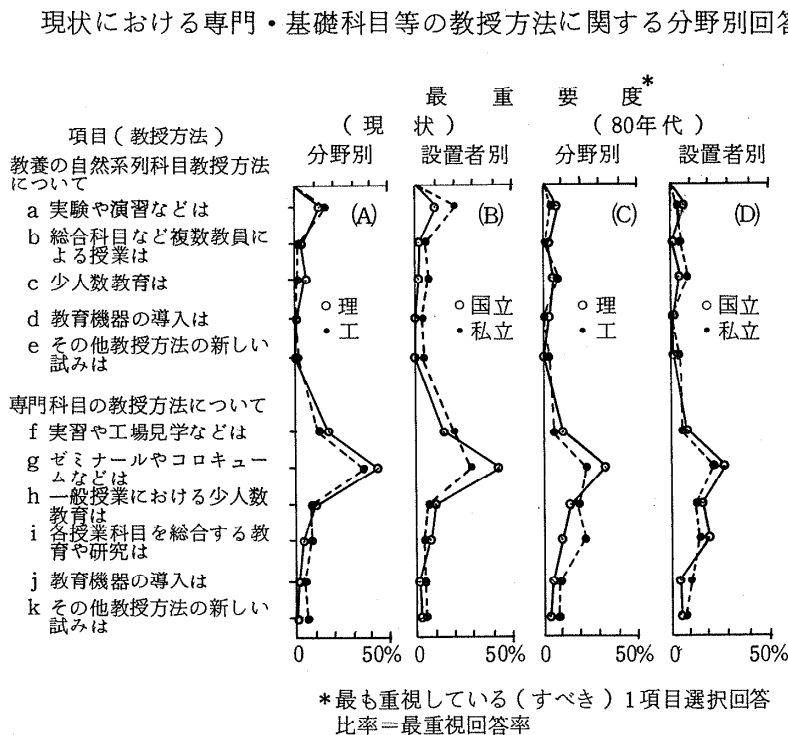 現状における専門・基礎科目等の教授方法に関する分野別回答
最重要度*
(現状) (80年代)
項目(教授方法)
分野別 設置者別 分野別 設置者別
教養の自然系列科目教授方法
について
a 実験や演習などは
(A) (B) (C) (D)
b 総合科目など複数教員に
よる授業は
c 少人数教育は
○理 ○国立 ○理 ○国立
d 教育機器の導入は
•工 •私立 •工 •私立
e その他教授方法の新しい
試みは
専門科目の教授方法について
f 実習や工場見学などは
g ゼミナールやコロキュー
ムなどは
h 一般授業における少人数
教育は
i 各授業科目を総合する教
育や研究は
j 教育機器の導入は
k その他教授方法の新しい
試みは
0 50% 0 50% 0 50% 0 50%
*最も重視している(すべき)1項目選択回答
比率=最重視回答率